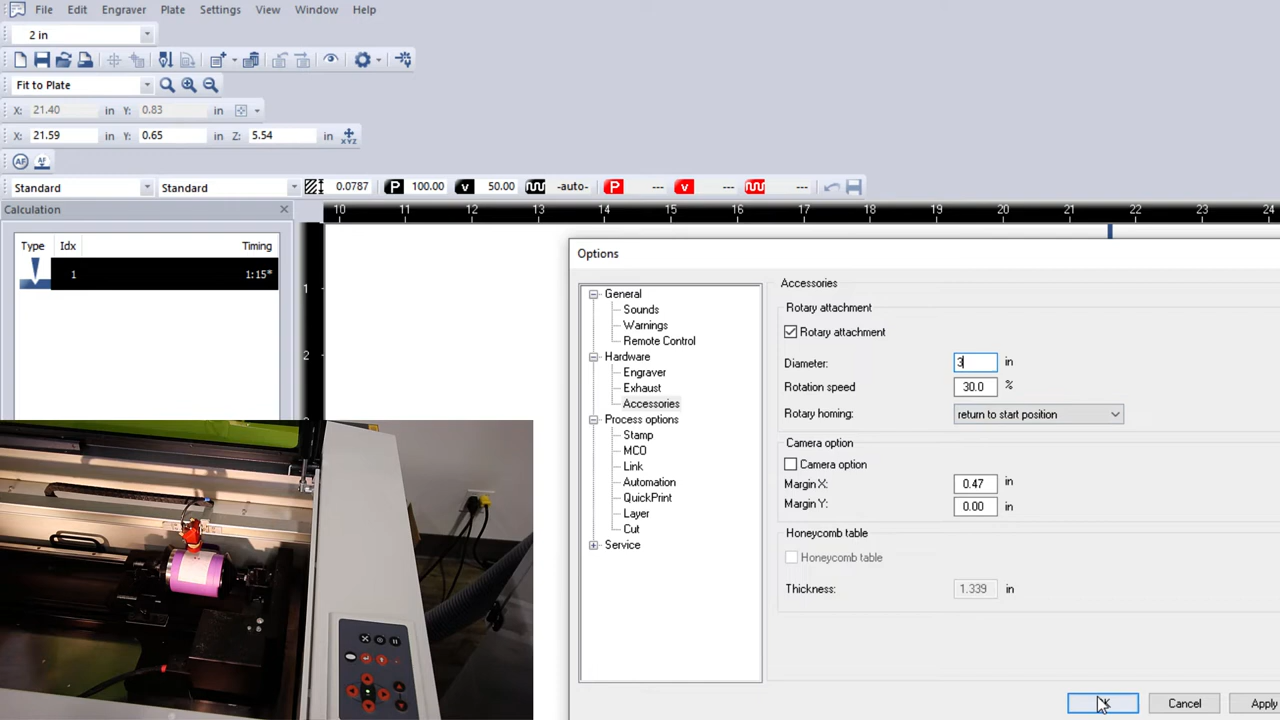 File Edit Engraver Plate Settings View Window Help
2 in
Fit to Plate
X: 21.40 in Y: 0.83 in
X: 21.59 in Y: 0.65 in Z: 5.54 in XYZ
AF AF
Standard Standard 0.0787 P 100.00 v 50.00 -auto- P --- v --- ---
Calculation
10 11 12 13 14 15 16 17 18 19 20 21 22 23 24
Type Idx Timing
1 1:15*
1
2
Options
General
Sounds
Warnings
Remote Control
Hardware
Engraver
Exhaust
Accessories
Process options
Stamp
MCO
Link
Automation
QuickPrint
Layer
Cut
Service
Accessories
Rotary attachment
Rotary attachment
Diameter: 3 in
Rotation speed 30.0 %
Rotary homing: return to start position
Camera option
Camera option
Margin X: 0.47 in
Margin Y: 0.00 in
Honeycomb table
Honeycomb table
Thickness: 1.339 in
Cancel Apply